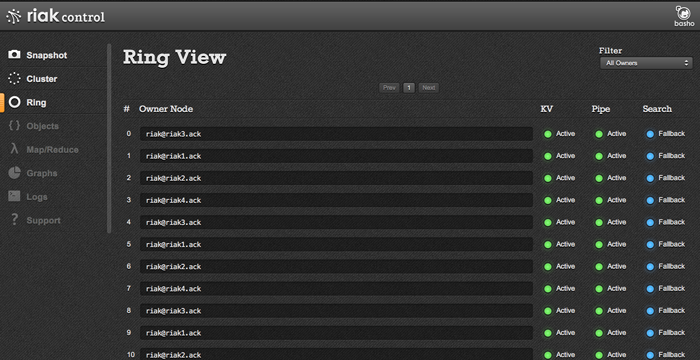 riak control
basho
Snapshot
Cluster
Ring
Objects
Map/Reduce
Graphs
Logs
Support
Ring View
Filter
All Owners
Prev 1 Next
# Owner Node KV Pipe Search
0 riak@riak3.ack Active Active Fallback
1 riak@riak1.ack Active Active Fallback
2 riak@riak2.ack Active Active Fallback
3 riak@riak4.ack Active Active Fallback
4 riak@riak3.ack Active Active Fallback
5 riak@riak1.ack Active Active Fallback
6 riak@riak2.ack Active Active Fallback
7 riak@riak4.ack Active Active Fallback
8 riak@riak3.ack Active Active Fallback
9 riak@riak1.ack Active Active Fallback
10 riak@riak2.ack Active Active Fallback